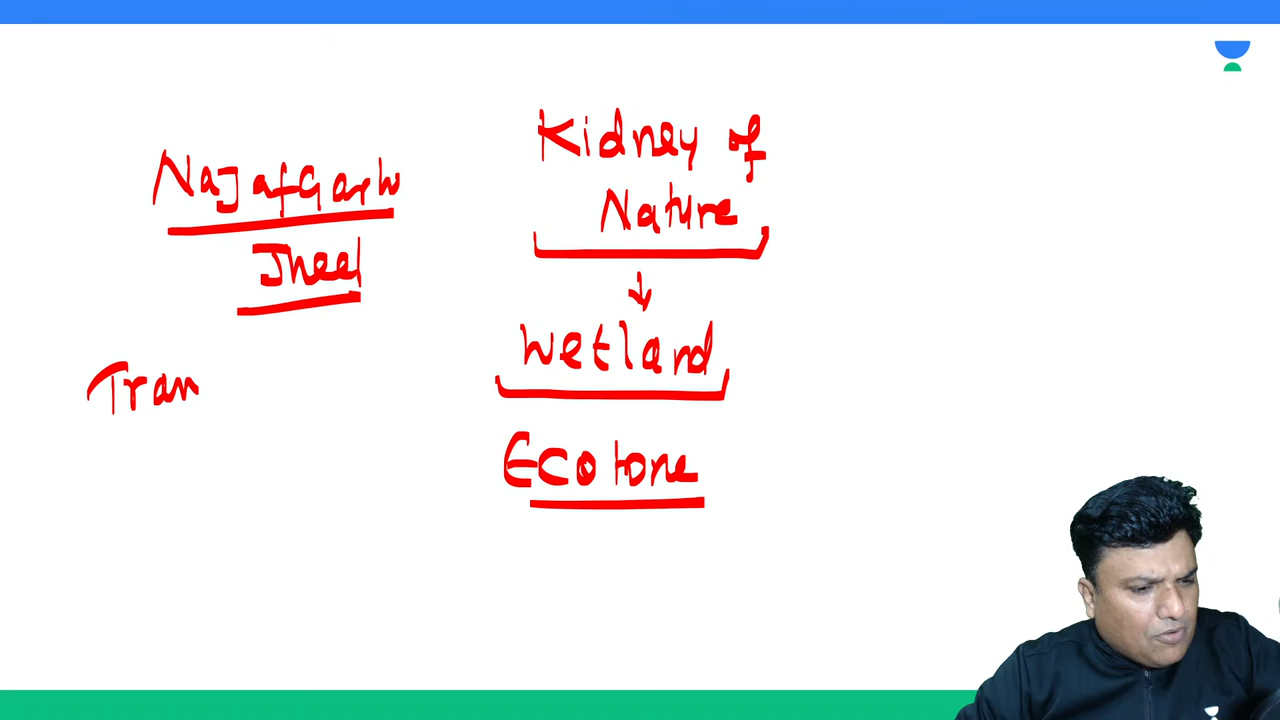 Kidney of
Nature
NajafGarh
Jheel
↓
Wetland
Tran
Ecotone